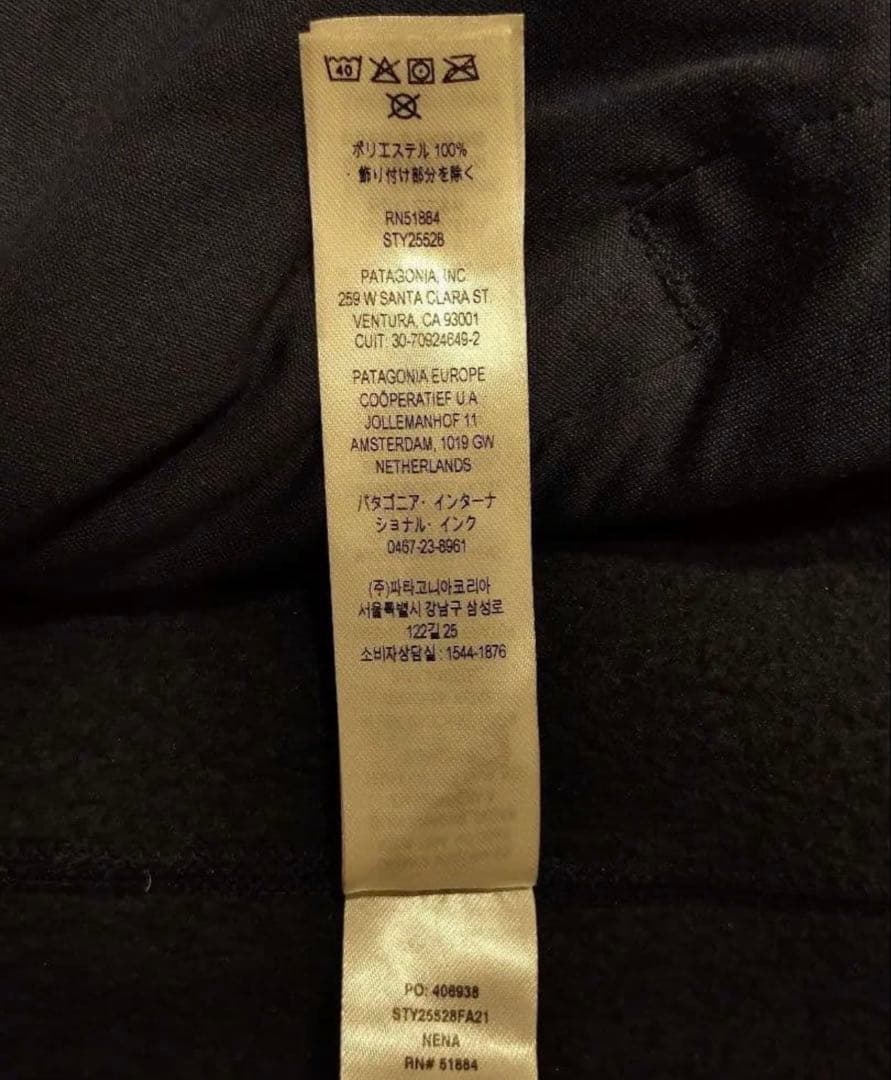 40
ポリエステル 100%
・飾り付け部分を除く
RN51884
STY25528
PATAGONIA, INC.
259 W SANTA CLARA ST.
VENTURA, CA 93001
CUIT: 30-70924649-2
PATAGONIA EUROPE
COÖPERATIEF U.A
JOLLEMANHOF 11
AMSTERDAM, 1019 GW
NETHERLANDS
パタゴニア・インターナ
ショナル・インク
0467-23-8961
(주)파타고니아코리아
서울특별시 강남구 삼성로
122길 25
소비자상담실 : 1544-1876
PO: 406938
STY25528FA21
NENA
RN# 51884